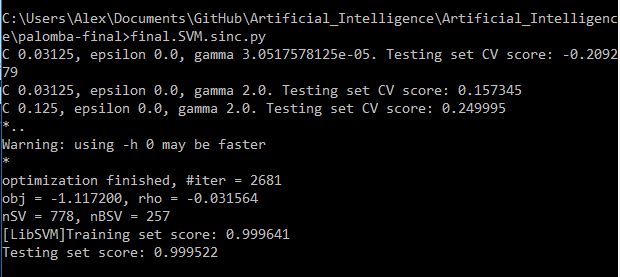 C:\Users\Alex\Documents\GitHub\Artificial_Intelligence\Artificial_Intelligenc
e\palomba-final>final.SVM.sinc.py
C 0.03125, epsilon 0.0, gamma 3.0517578125e-05. Testing set CV score: -0.2092
79
C 0.03125, epsilon 0.0, gamma 2.0. Testing set CV score: 0.157345
C 0.125, epsilon 0.0, gamma 2.0. Testing set CV score: 0.249995
*..
Warning: using -h 0 may be faster
*
optimization finished, #iter = 2681
obj = -1.117200, rho = -0.031564
nSV = 778, nBSV = 257
[LibSVM]Training set score: 0.999641
Testing set score: 0.999522